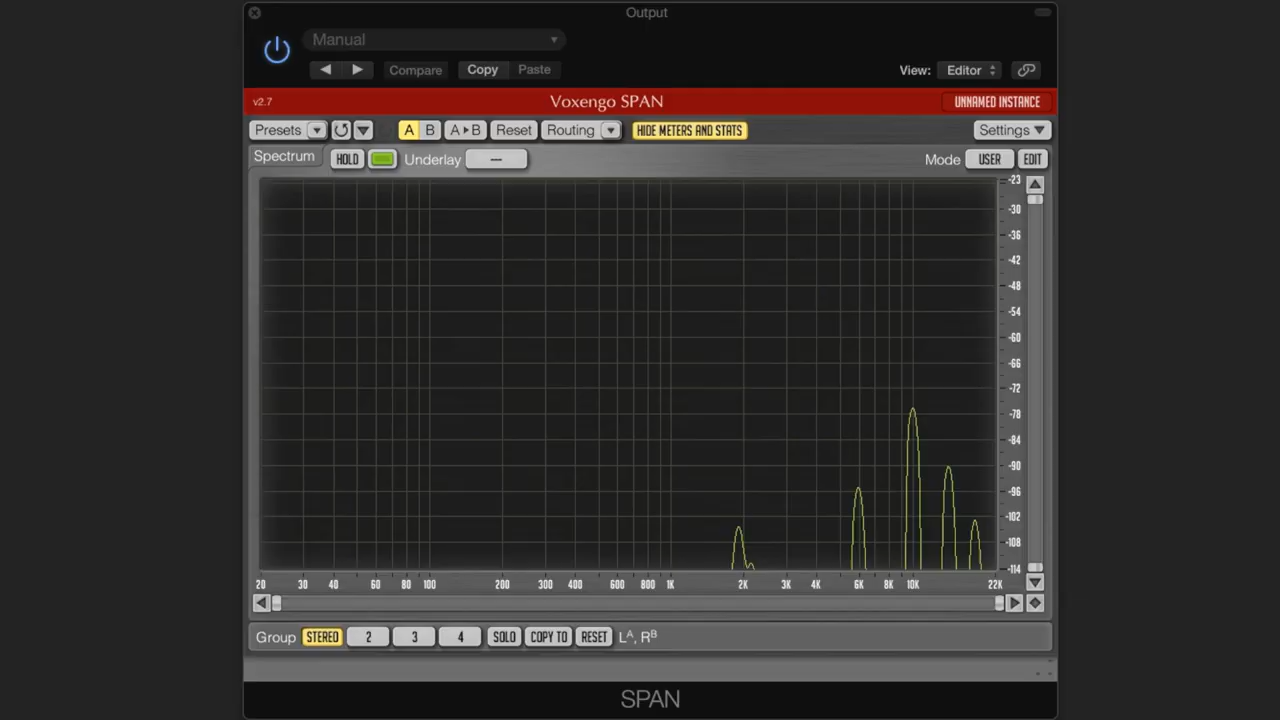 Output
Manual
Compare Copy Paste View: Editor
v2.7 Voxengo SPAN UNNAMED INSTANCE
Presets A B A▸B Reset Routing HIDE METERS AND STATS Settings
Spectrum HOLD Underlay --- Mode USER EDIT
-23
-30
-36
-42
-48
-54
-60
-66
-72
-78
-84
-90
-96
-102
-108
-114
20 30 40 60 80 100 200 300 400 600 800 1K 2K 3K 4K 6K 8K 10K 22K
Group STEREO 2 3 4 SOLO COPY TO RESET Lᴬ, Rᴮ
SPAN